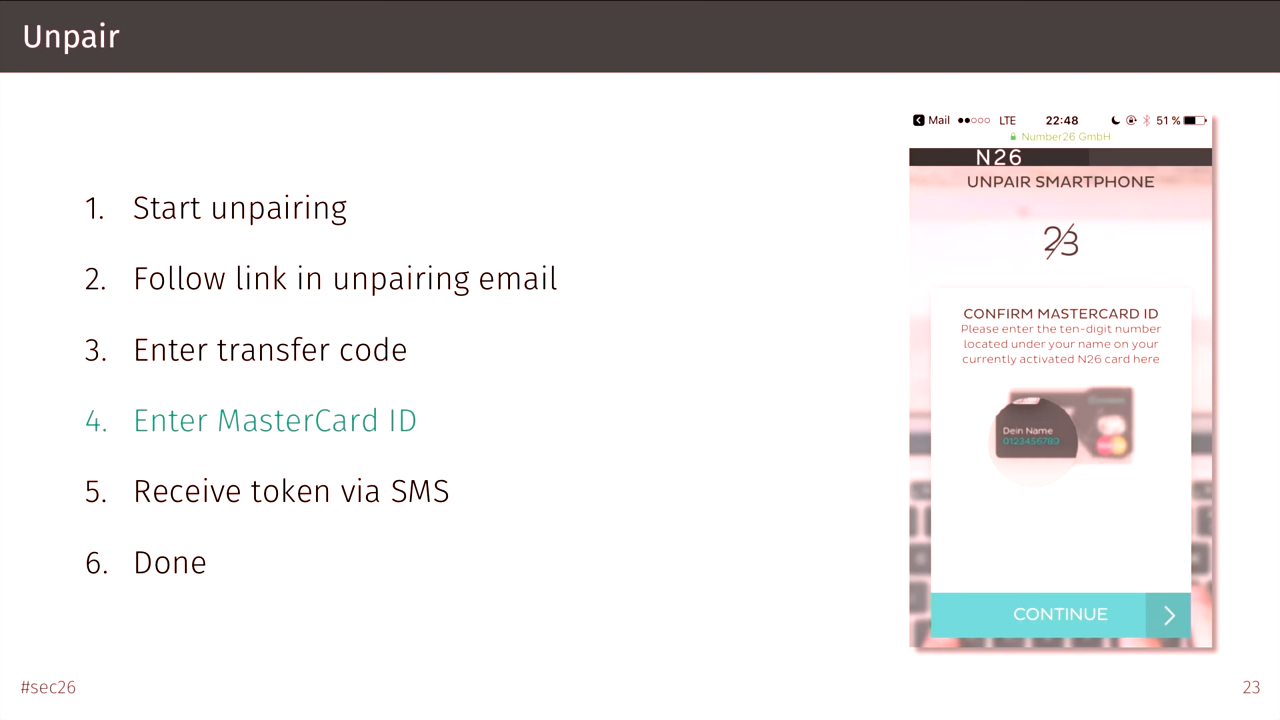 Unpair
1. Start unpairing
2. Follow link in unpairing email
3. Enter transfer code
4. Enter MasterCard ID
5. Receive token via SMS
6. Done
Mail LTE 22:48 51 %
Number26 GmbH
N26
UNPAIR SMARTPHONE
2/3
CONFIRM MASTERCARD ID
Please enter the ten-digit number
located under your name on your
currently activated N26 card here
Dein Name
0123456789
CONTINUE
#sec26
23